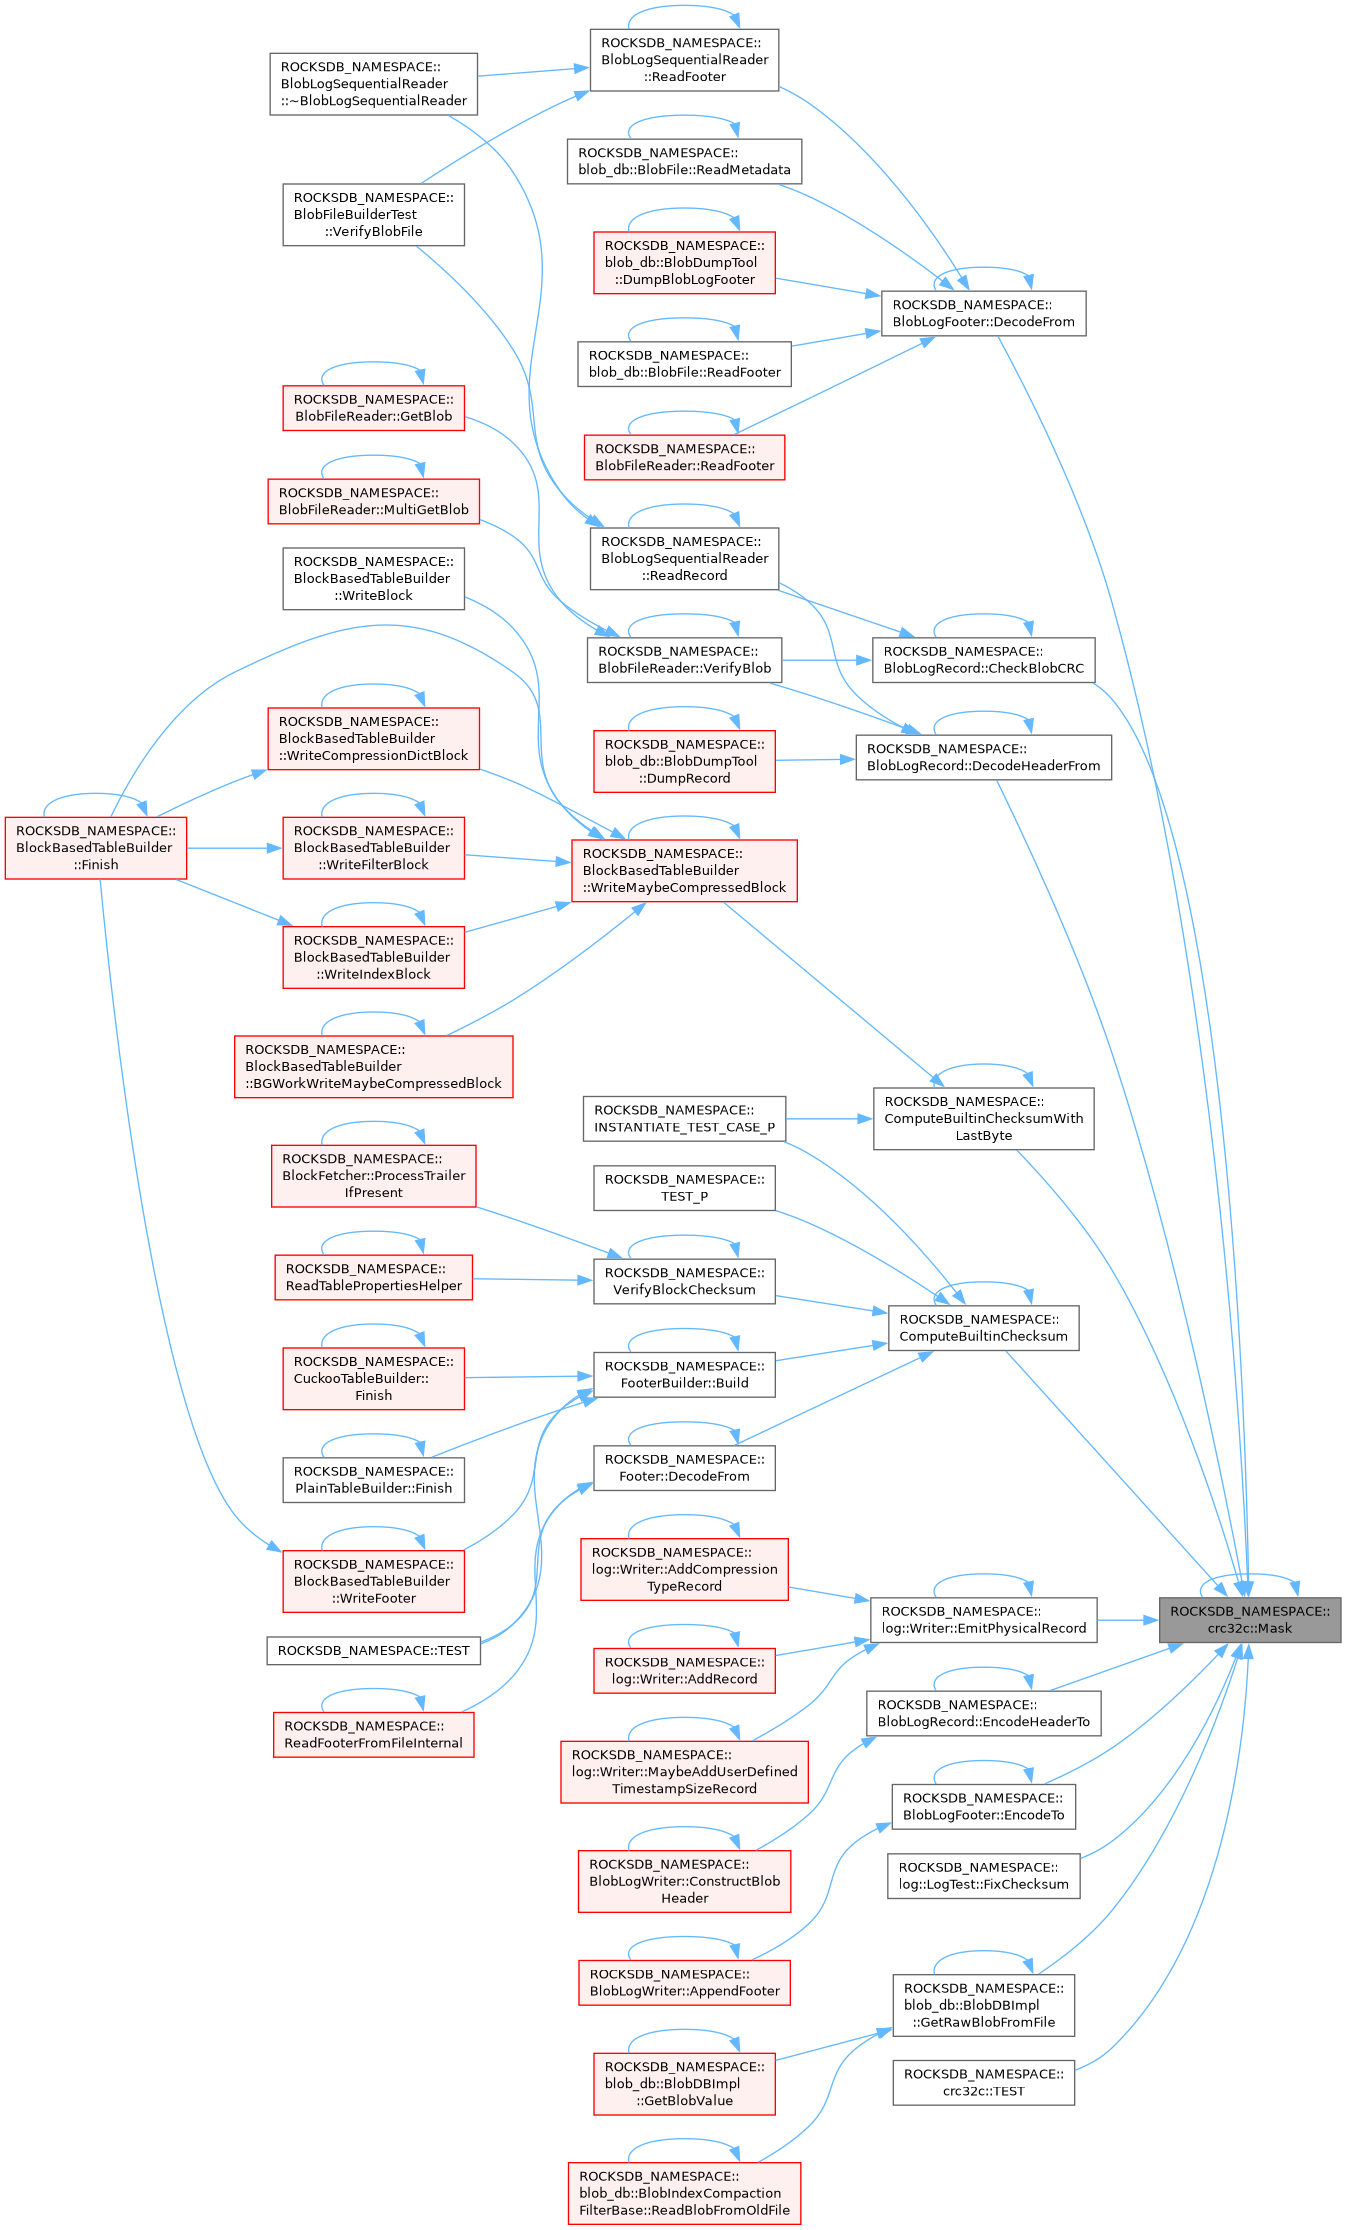 ROCKSDB_NAMESPACE::
BlobLogSequentialReader
::ReadFooter
ROCKSDB_NAMESPACE::
BlobLogSequentialReader
::~BlobLogSequentialReader
ROCKSDB_NAMESPACE::
blob_db::BlobFile::ReadMetadata
ROCKSDB_NAMESPACE::
BlobFileBuilderTest
::VerifyBlobFile
ROCKSDB_NAMESPACE::
blob_db::BlobDumpTool
::DumpBlobLogFooter
ROCKSDB_NAMESPACE::
BlobLogFooter::DecodeFrom
ROCKSDB_NAMESPACE::
blob_db::BlobFile::ReadFooter
ROCKSDB_NAMESPACE::
BlobFileReader::GetBlob
ROCKSDB_NAMESPACE::
BlobFileReader::ReadFooter
ROCKSDB_NAMESPACE::
BlobFileReader::MultiGetBlob
ROCKSDB_NAMESPACE::
BlobLogSequentialReader
::ReadRecord
ROCKSDB_NAMESPACE::
BlockBasedTableBuilder
::WriteBlock
ROCKSDB_NAMESPACE::
BlobFileReader::VerifyBlob
ROCKSDB_NAMESPACE::
BlobLogRecord::CheckBlobCRC
ROCKSDB_NAMESPACE::
BlockBasedTableBuilder
::WriteCompressionDictBlock
ROCKSDB_NAMESPACE::
blob_db::BlobDumpTool
::DumpRecord
ROCKSDB_NAMESPACE::
BlobLogRecord::DecodeHeaderFrom
ROCKSDB_NAMESPACE::
BlockBasedTableBuilder
::Finish
ROCKSDB_NAMESPACE::
BlockBasedTableBuilder
::WriteFilterBlock
ROCKSDB_NAMESPACE::
BlockBasedTableBuilder
::WriteMaybeCompressedBlock
ROCKSDB_NAMESPACE::
BlockBasedTableBuilder
::WriteIndexBlock
ROCKSDB_NAMESPACE::
BlockBasedTableBuilder
::BGWorkWriteMaybeCompressedBlock
ROCKSDB_NAMESPACE::
INSTANTIATE_TEST_CASE_P
ROCKSDB_NAMESPACE::
ComputeBuiltinChecksumWith
LastByte
ROCKSDB_NAMESPACE::
BlockFetcher::ProcessTrailer
IfPresent
ROCKSDB_NAMESPACE::
TEST_P
ROCKSDB_NAMESPACE::
ReadTablePropertiesHelper
ROCKSDB_NAMESPACE::
VerifyBlockChecksum
ROCKSDB_NAMESPACE::
ComputeBuiltinChecksum
ROCKSDB_NAMESPACE::
CuckooTableBuilder::
Finish
ROCKSDB_NAMESPACE::
FooterBuilder::Build
ROCKSDB_NAMESPACE::
PlainTableBuilder::Finish
ROCKSDB_NAMESPACE::
Footer::DecodeFrom
ROCKSDB_NAMESPACE::
BlockBasedTableBuilder
::WriteFooter
ROCKSDB_NAMESPACE::
log::Writer::AddCompression
TypeRecord
ROCKSDB_NAMESPACE::
log::Writer::EmitPhysicalRecord
ROCKSDB_NAMESPACE::
crc32c::Mask
ROCKSDB_NAMESPACE::TEST
ROCKSDB_NAMESPACE::
log::Writer::AddRecord
ROCKSDB_NAMESPACE::
ReadFooterFromFileInternal
ROCKSDB_NAMESPACE::
BlobLogRecord::EncodeHeaderTo
ROCKSDB_NAMESPACE::
log::Writer::MaybeAddUserDefined
TimestampSizeRecord
ROCKSDB_NAMESPACE::
BlobLogFooter::EncodeTo
ROCKSDB_NAMESPACE::
BlobLogWriter::ConstructBlob
Header
ROCKSDB_NAMESPACE::
log::LogTest::FixChecksum
ROCKSDB_NAMESPACE::
BlobLogWriter::AppendFooter
ROCKSDB_NAMESPACE::
blob_db::BlobDBImpl
::GetRawBlobFromFile
ROCKSDB_NAMESPACE::
blob_db::BlobDBImpl
::GetBlobValue
ROCKSDB_NAMESPACE::
crc32c::TEST
ROCKSDB_NAMESPACE::
blob_db::BlobIndexCompaction
FilterBase::ReadBlobFromOldFile